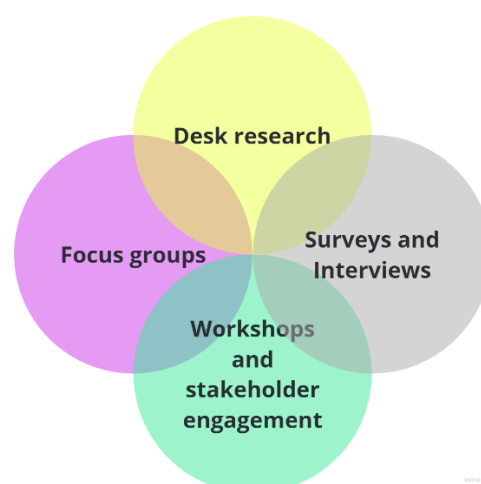 Desk research
Focus groups
Surveys and
Interviews
Workshops
and
stakeholder
engagement